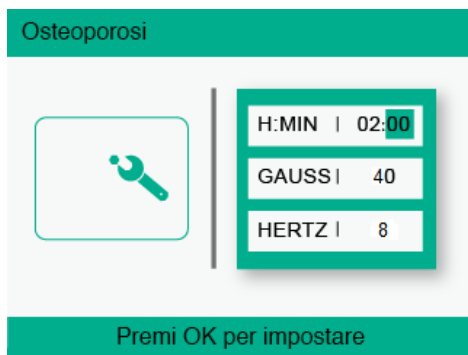 Osteoporosi
H:MIN | 02:00
GAUSS | 40
HERTZ | 8
Premi OK per impostare